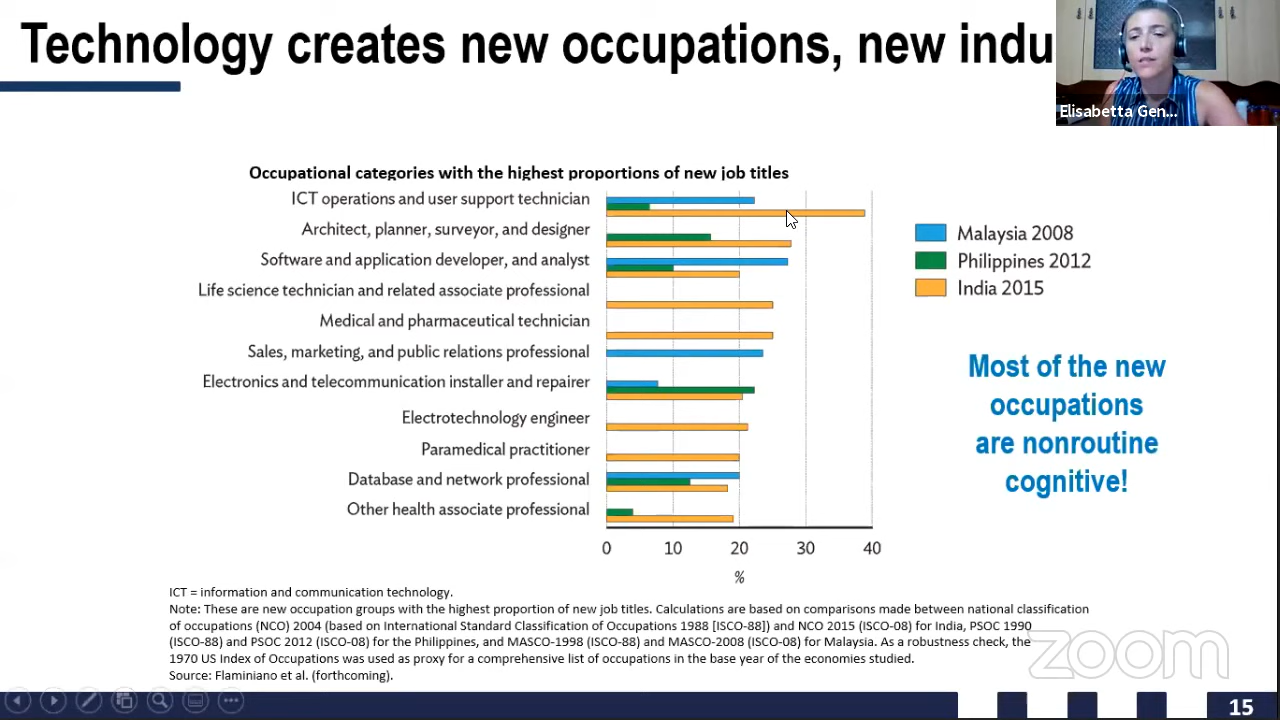 Technology creates new occupations, new indu
Elisabetta Gen...
Occupational categories with the highest proportions of new job titles
ICT operations and user support technician
Architect, planner, surveyor, and designer
Software and application developer, and analyst
Life science technician and related associate professional
Medical and pharmaceutical technician
Sales, marketing, and public relations professional
Electronics and telecommunication installer and repairer
Electrotechnology engineer
Paramedical practitioner
Database and network professional
Other health associate professional
0 10 20 30 40
%
Malaysia 2008
Philippines 2012
India 2015
Most of the new
occupations
are nonroutine
cognitive!
ICT = information and communication technology.
Note: These are new occupation groups with the highest proportion of new job titles. Calculations are based on comparisons made between national classification
of occupations (NCO) 2004 (based on International Standard Classification of Occupations 1988 [ISCO-88]) and NCO 2015 (ISCO-08) for India, PSOC 1990
(ISCO-88) and PSOC 2012 (ISCO-08) for the Philippines, and MASCO-1998 (ISCO-88) and MASCO-2008 (ISCO-08) for Malaysia. As a robustness check, the
1970 US Index of Occupations was used as proxy for a comprehensive list of occupations in the base year of the economies studied.
Source: Flaminiano et al. (forthcoming).
zoom
15